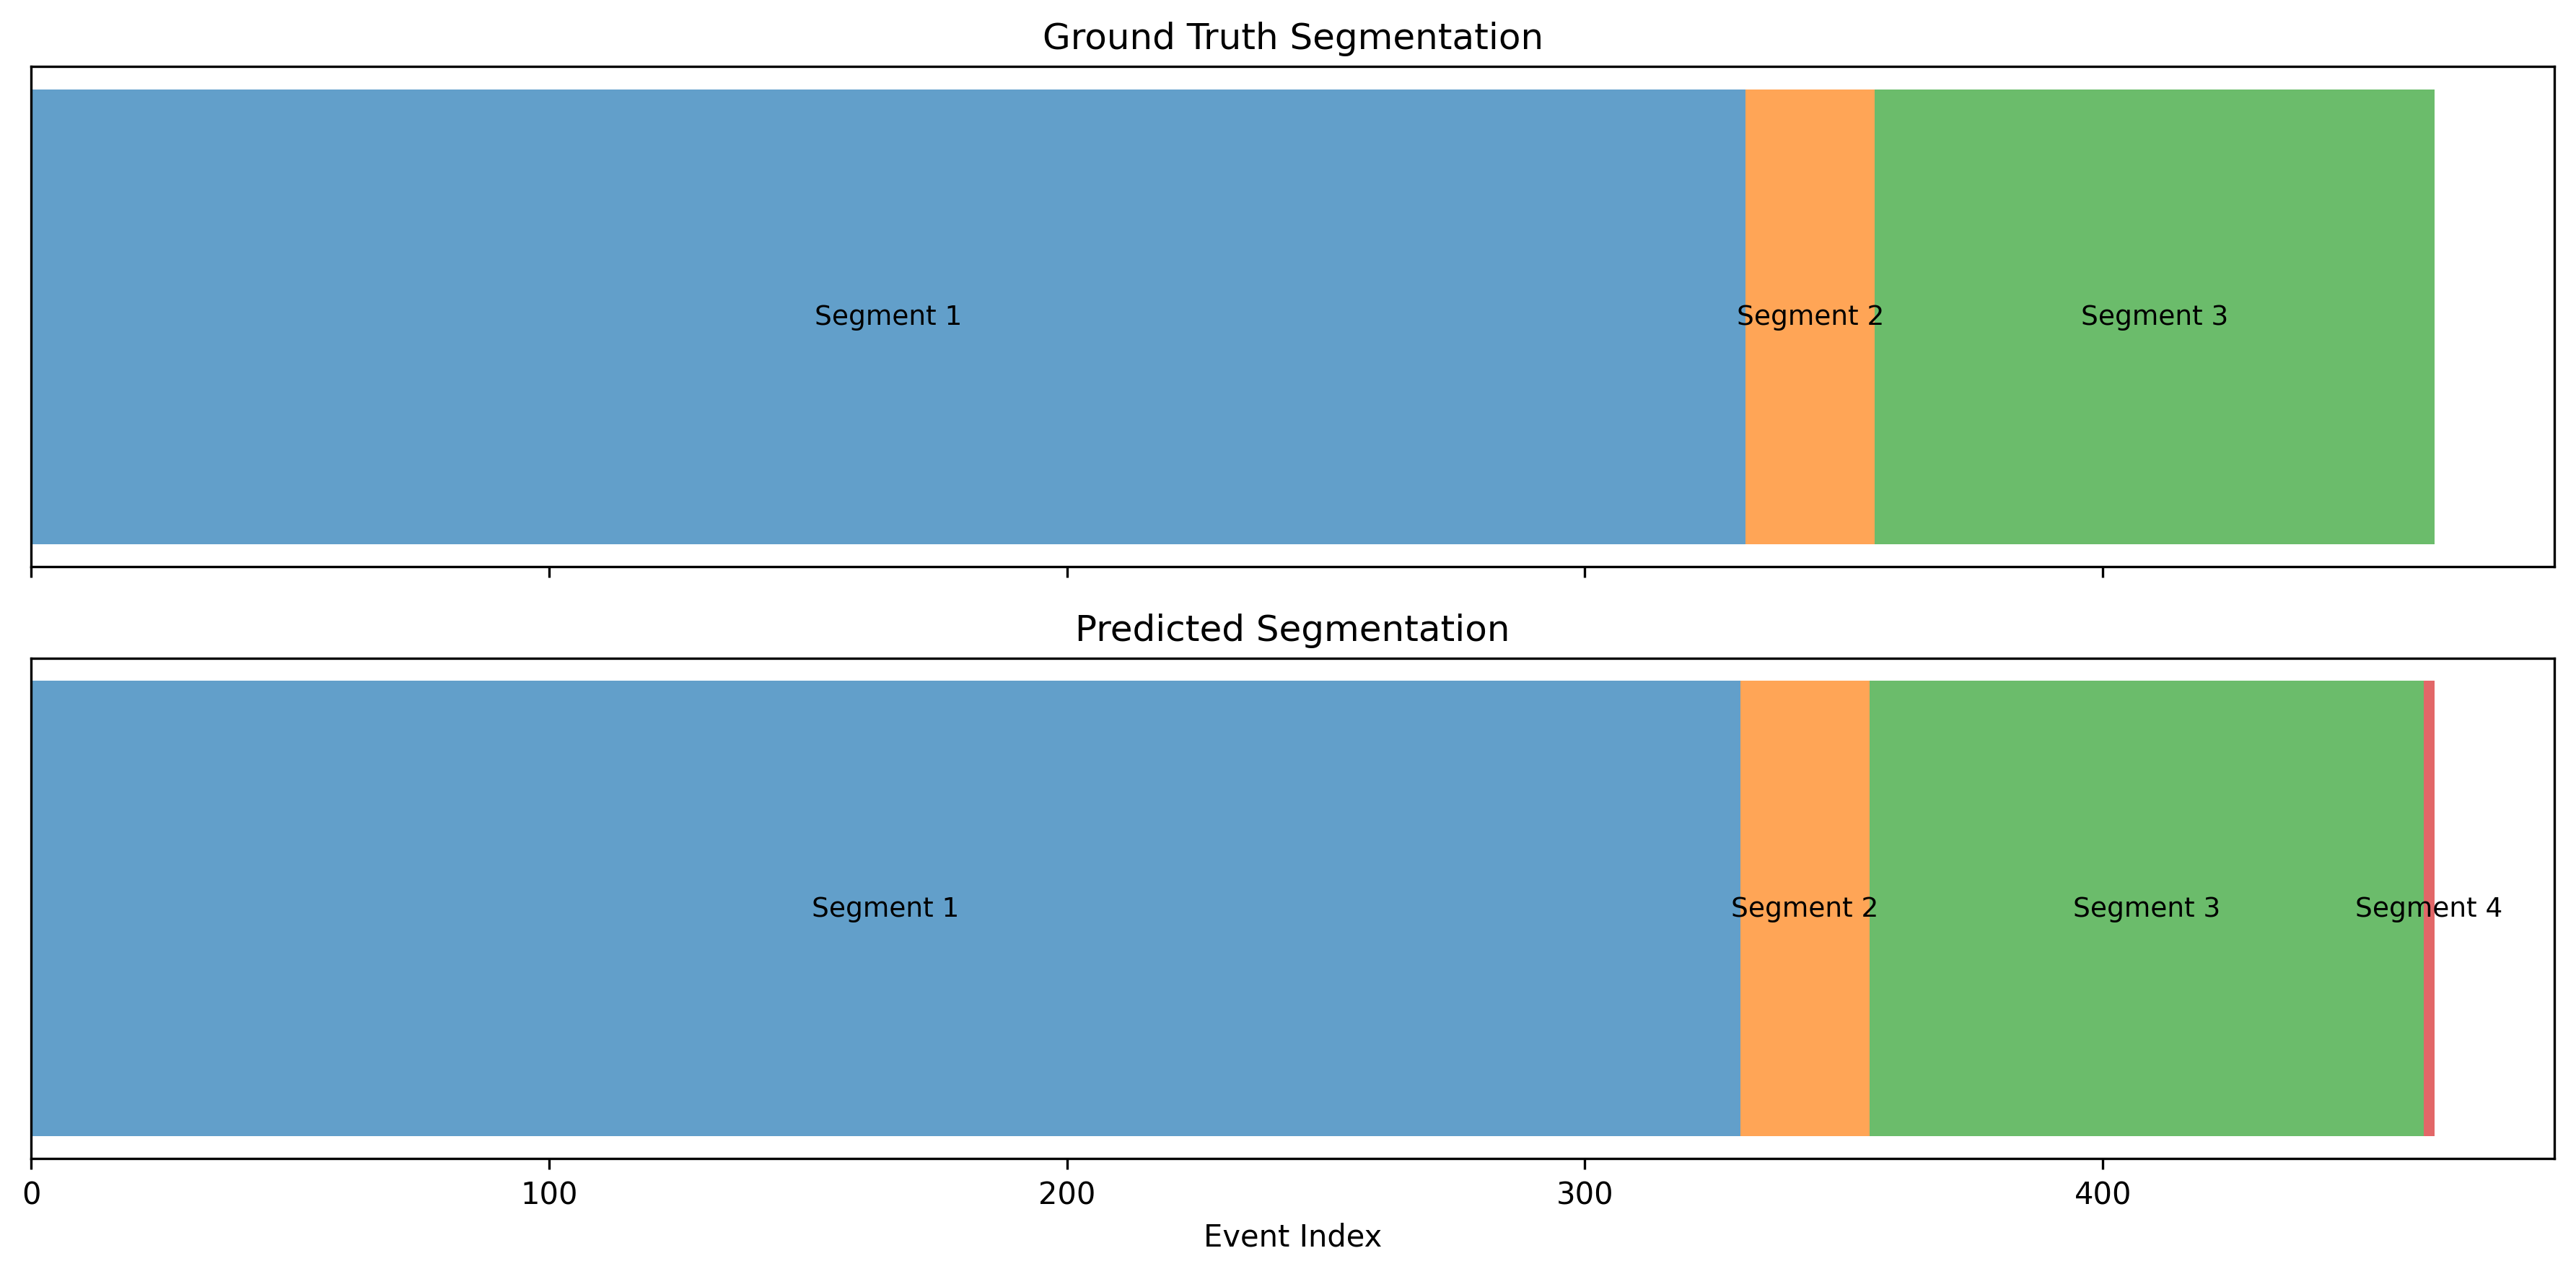 Ground Truth Segmentation
Segment 1 Segment 2 Segment 3
Predicted Segmentation
Segment 1 Segment 2 Segment 3 Segment 4
0 100 200 300 400
Event Index